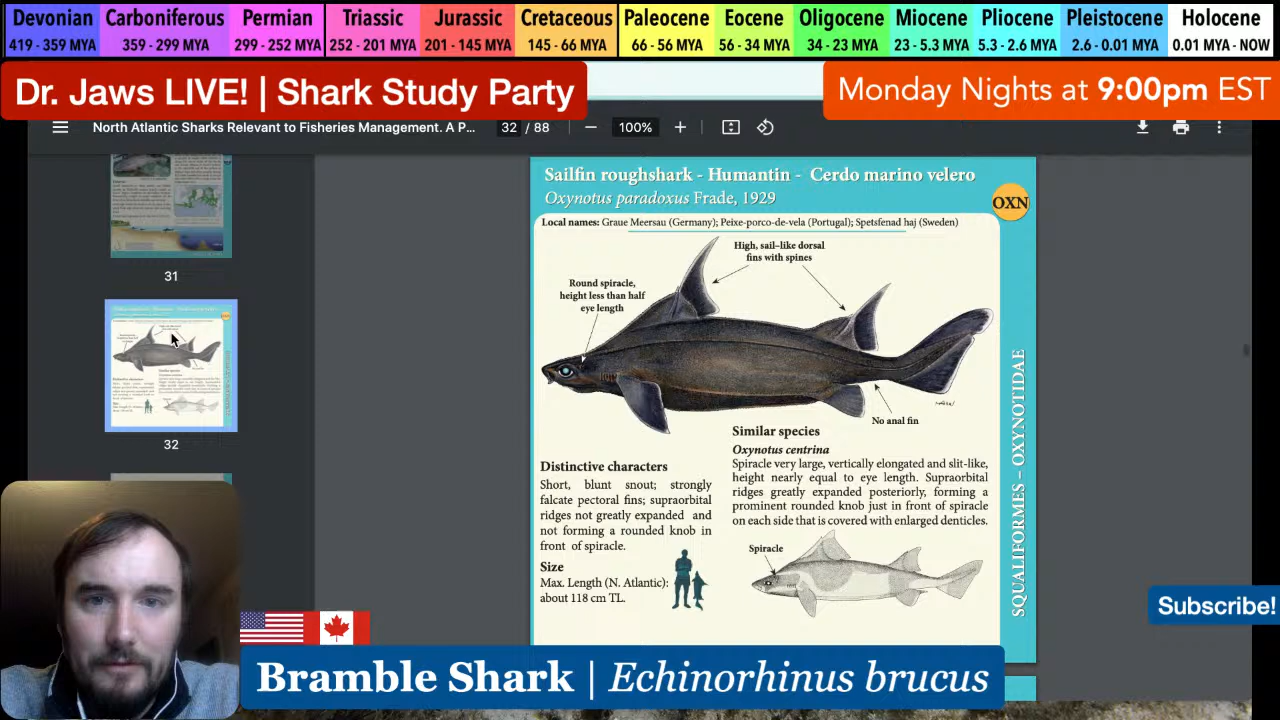 Devonian Carboniferous Permian Triassic Jurassic Cretaceous Paleocene Eocene Oligocene Miocene Pliocene Pleistocene Holocene
419 - 359 MYA 359 - 299 MYA 299 - 252 MYA 252 - 201 MYA 201 - 145 MYA 145 - 66 MYA 66 - 56 MYA 56 - 34 MYA 34 - 23 MYA 23 - 5.3 MYA 5.3 - 2.6 MYA 2.6 - 0.01 MYA 0.01 MYA - NOW
Dr. Jaws LIVE! | Shark Study Party
Monday Nights at 9:00pm EST
North Atlantic Sharks Relevant to Fisheries Management. A P... 32 / 88 100%
31
32
Sailfin roughshark - Humantin - Cerdo marino velero
Oxynotus paradoxus Frade, 1929
OXN
Local names: Graue Meersau (Germany); Peixe-porco-de-vela (Portugal); Spetsfenad haj (Sweden)
High, sail-like dorsal
fins with spines
Round spiracle,
height less than half
eye length
No anal fin
Distinctive characters
Short, blunt snout; strongly
falcate pectoral fins; supraorbital
ridges not greatly expanded and
not forming a rounded knob in
front of spiracle.
Size
Max. Length (N. Atlantic):
about 118 cm TL.
Similar species
Oxynotus centrina
Spiracle very large, vertically elongated and slit-like,
height nearly equal to eye length. Supraorbital
ridges greatly expanded posteriorly, forming a
prominent rounded knob just in front of spiracle
on each side that is covered with enlarged denticles.
Spiracle
SQUALIFORMES - OXYNOTIDAE
Subscribe!
Bramble Shark | Echinorhinus brucus